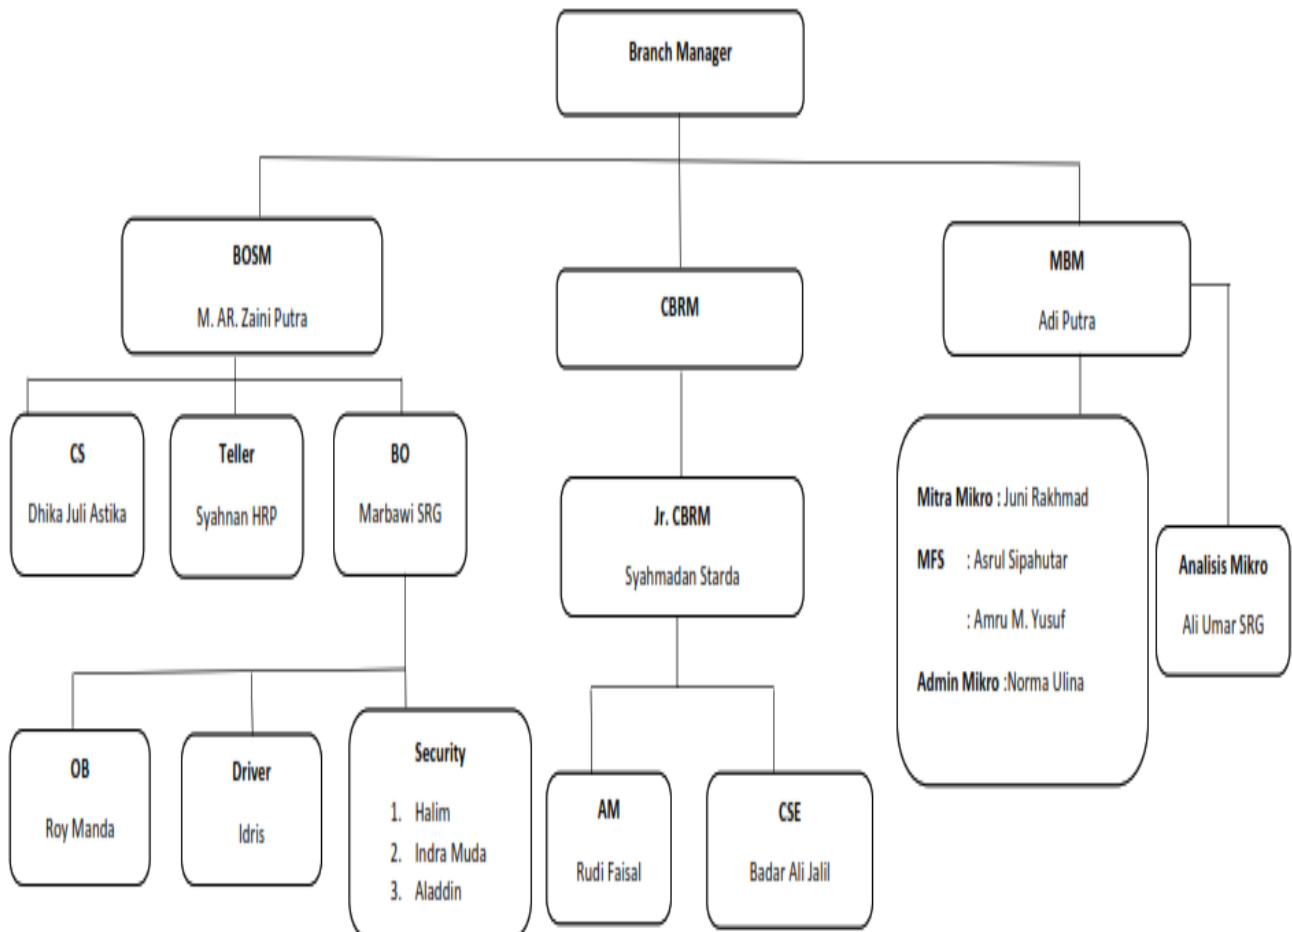 Branch Manager
BOSM
M. AR. Zaini Putra
CBRM
MBM
Adi Putra
CS
Dhika Juli Astika
Teller
Syahnan HRP
BO
Marbawi SRG
Jr. CBRM
Syahmadan Starda
Mitra Mikro : Juni Rakhmad
MFS : Asrul Sipahutar
: Amru M. Yusuf
Admin Mikro :Norma Ulina
Analisis Mikro
Ali Umar SRG
OB
Roy Manda
Driver
Idris
Security
1. Halim
2. Indra Muda
3. Aladdin
AM
Rudi Faisal
CSE
Badar Ali Jalil